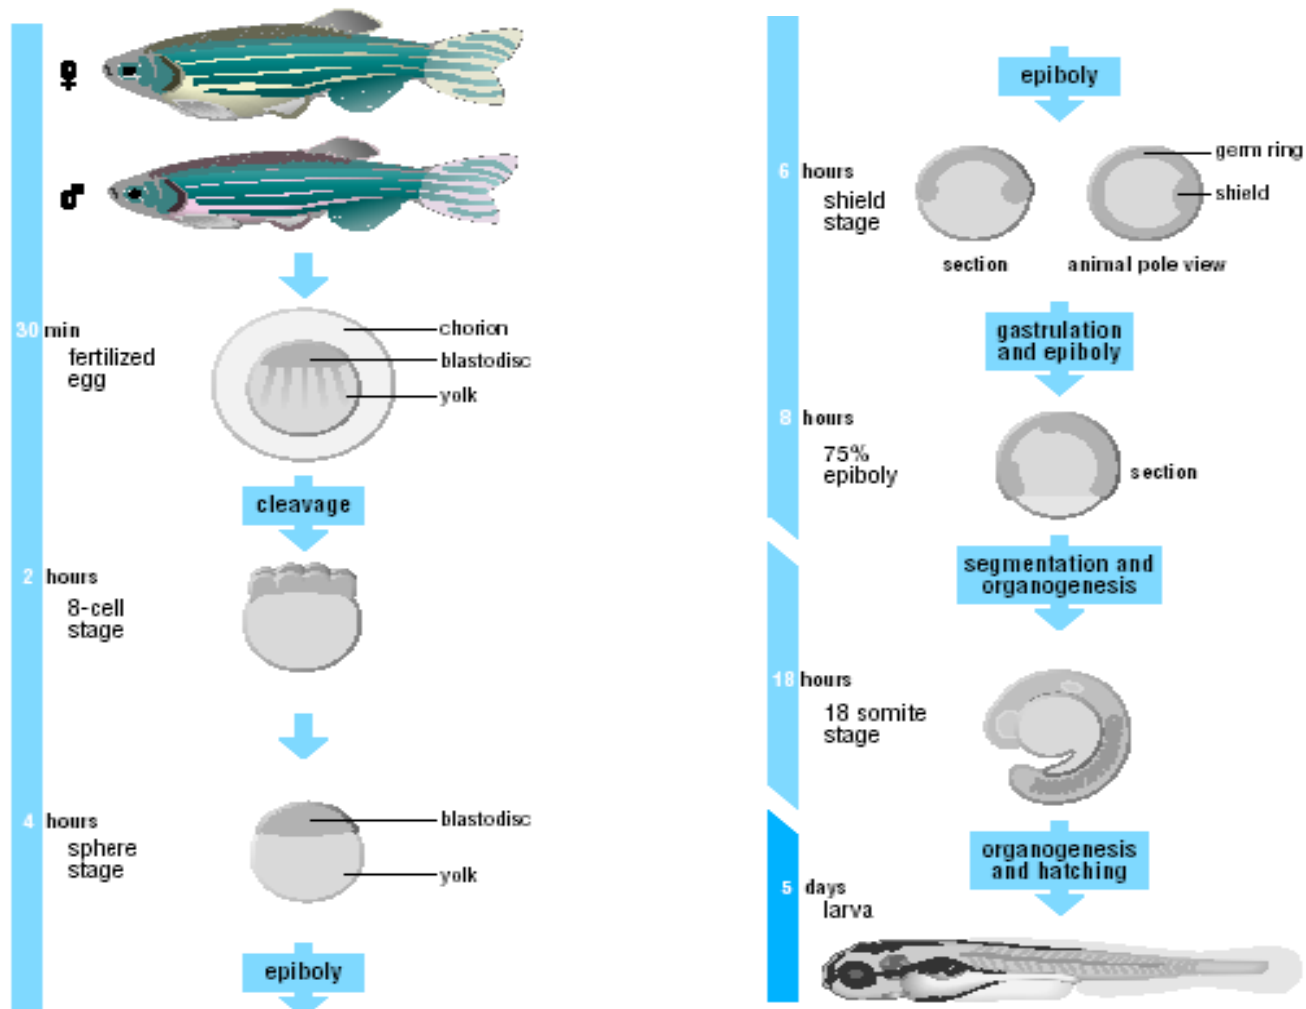 ♀
♂
30 min
fertilized
egg
chorion
blastodisc
yolk
cleavage
2 hours
8-cell
stage
4 hours
sphere
stage
blastodisc
yolk
epiboly
epiboly
6 hours
shield
stage
germ ring
shield
section
animal pole view
gastrulation
and epiboly
8 hours
75%
epiboly
section
segmentation and
organogenesis
18 hours
18 somite
stage
organogenesis
and hatching
5 days
larva